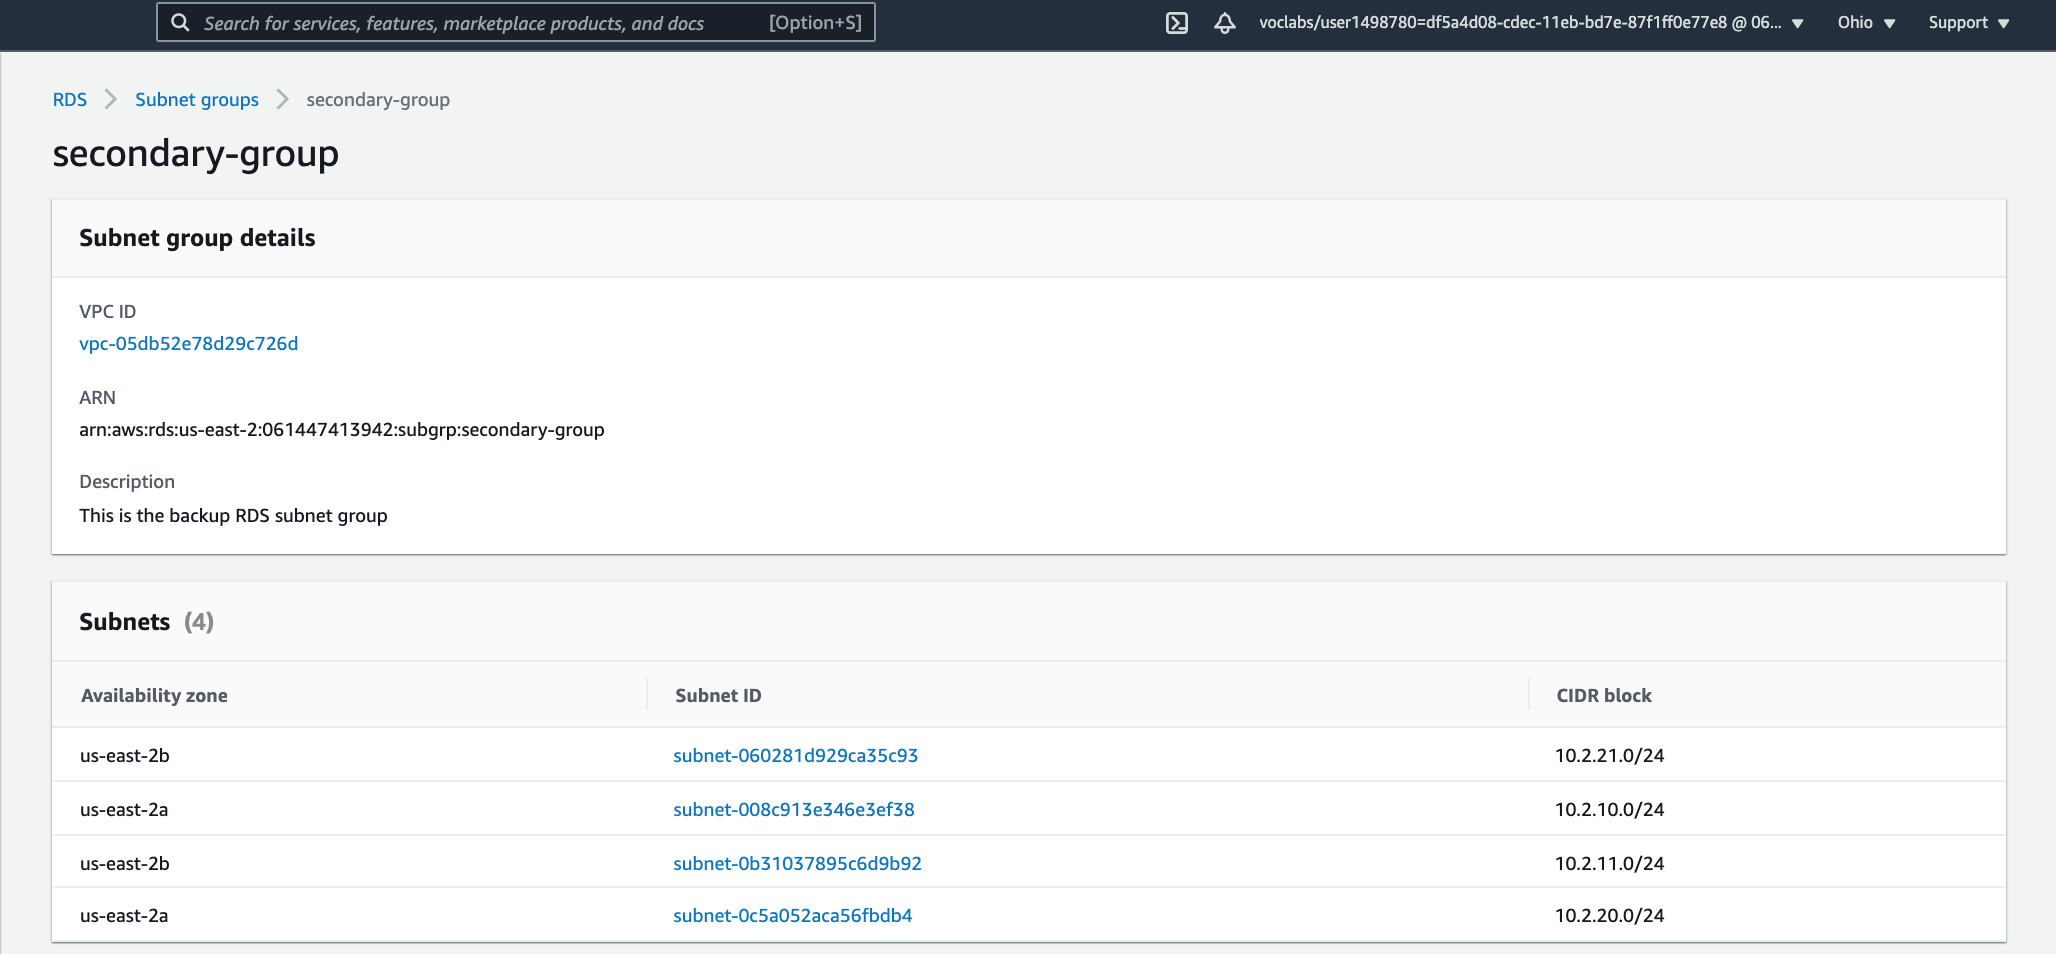 Search for services, features, marketplace products, and docs [Option+S] voclabs/user1498780=df5a4d08-cdec-11eb-bd7e-87f1ff0e77e8 @ 06... Ohio Support
RDS Subnet groups secondary-group
secondary-group
Subnet group details
VPC ID
vpc-05db52e78d29c726d
ARN
arn:aws:rds:us-east-2:061447413942:subgrp:secondary-group
Description
This is the backup RDS subnet group
Subnets (4)
Availability zone Subnet ID CIDR block
us-east-2b subnet-060281d929ca35c93 10.2.21.0/24
us-east-2a subnet-008c913e346e3ef38 10.2.10.0/24
us-east-2b subnet-0b31037895c6d9b92 10.2.11.0/24
us-east-2a subnet-0c5a052aca56fbdb4 10.2.20.0/24